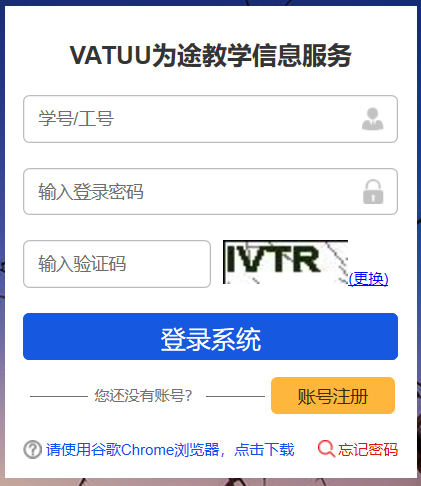 VATUU为途教学信息服务
学号/工号
输入登录密码
输入验证码 IVTR (更换)
登录系统
您还没有账号? 账号注册
请使用谷歌Chrome浏览器，点击下载 忘记密码